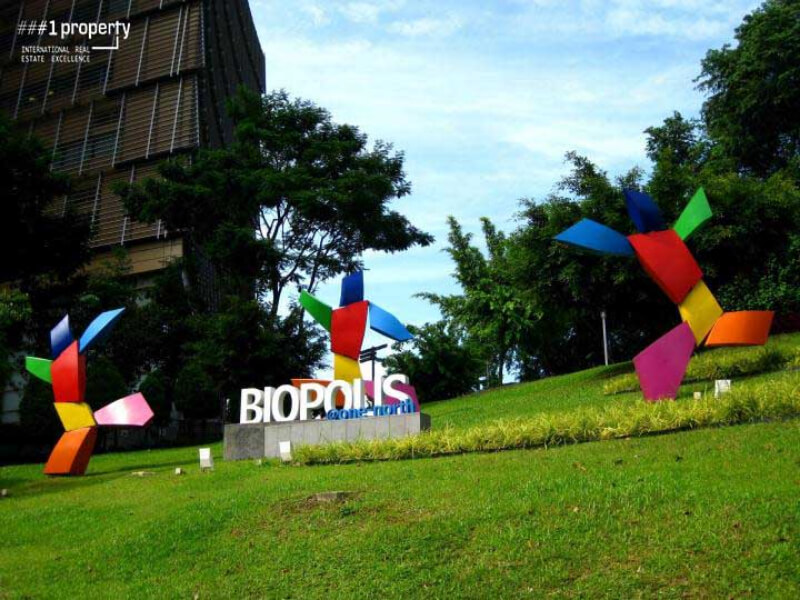 ###1 property
INTERNATIONAL REAL
ESTATE EXCELLENCE
BIOPOLIS
@one north